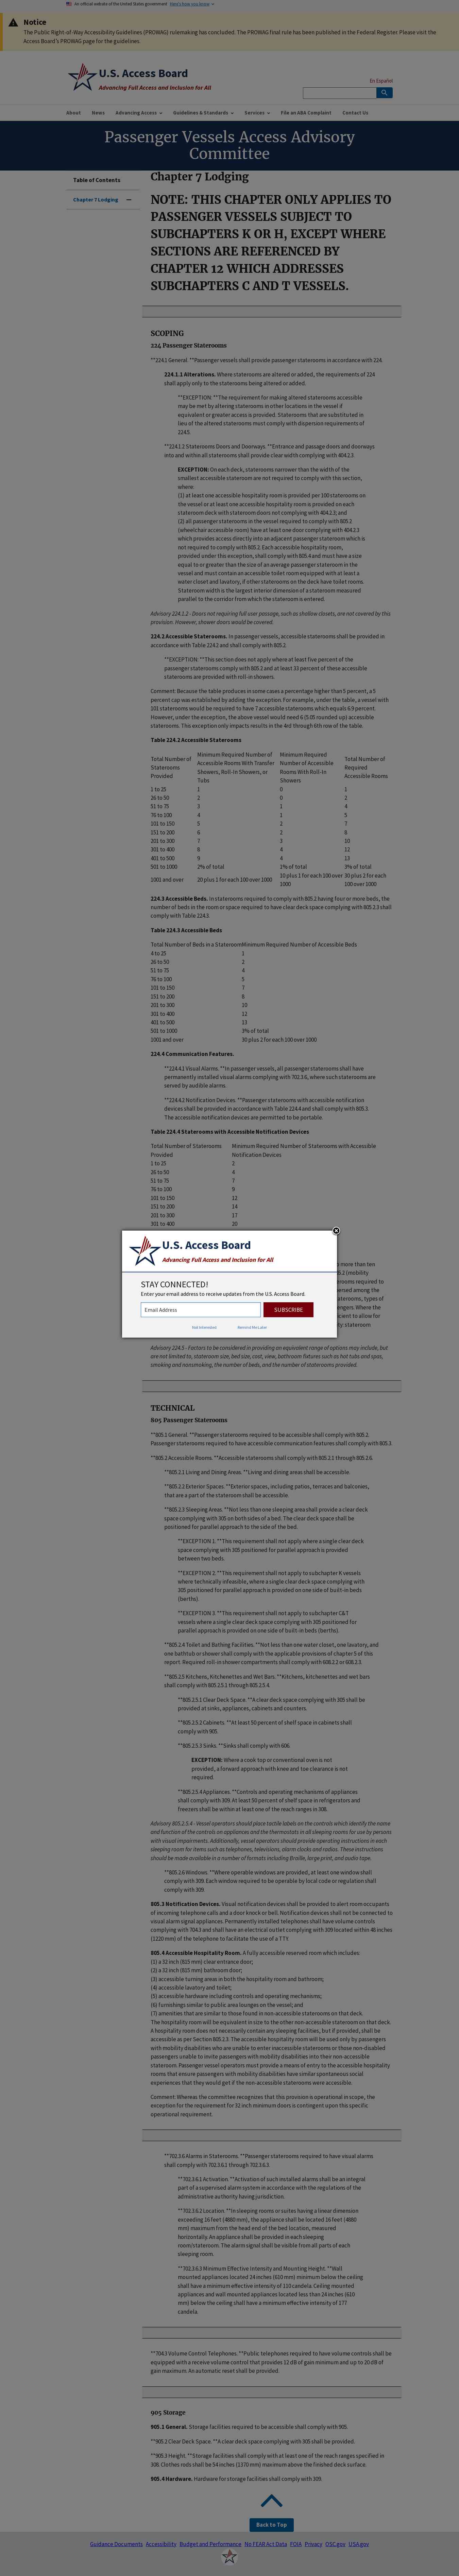 An official website of the United States government Here's how you know
Notice
The Public Right-of-Way Accessibility Guidelines (PROWAG) rulemaking has concluded. The PROWAG final rule has been published in the Federal Register. Please visit the
Access Board's PROWAG page for the guidelines.
U.S. Access Board
Advancing Full Access and Inclusion for All
En Español
About News Advancing Access Guidelines & Standards Services File an ABA Complaint Contact Us
Passenger Vessels Access Advisory
Committee
Table of Contents
Chapter 7 Lodging
Chapter 7 Lodging
NOTE: THIS CHAPTER ONLY APPLIES TO
PASSENGER VESSELS SUBJECT TO
SUBCHAPTERS K OR H, EXCEPT WHERE
SECTIONS ARE REFERENCED BY
CHAPTER 12 WHICH ADDRESSES
SUBCHAPTERS C AND T VESSELS.
SCOPING
224 Passenger Staterooms
**224.1 General. **Passenger vessels shall provide passenger staterooms in accordance with 224.
224.1.1 Alterations. Where staterooms are altered or added, the requirements of 224
shall apply only to the staterooms being altered or added.
**EXCEPTION: **The requirement for making altered staterooms accessible
may be met by altering staterooms in other locations in the vessel if
equivalent or greater access is provided. Staterooms that are substituted in
lieu of the altered staterooms must comply with dispersion requirements of
224.5.
**224.1.2 Staterooms Doors and Doorways. **Entrance and passage doors and doorways
into and within all staterooms shall provide clear width complying with 404.2.3.
EXCEPTION: On each deck, staterooms narrower than the width of the
smallest accessible stateroom are not required to comply with this section,
where:
(1) at least one accessible hospitality room is provided per 100 staterooms on
the vessel or at least one accessible hospitality room is provided on each
stateroom deck with stateroom doors not complying with 404.2.3; and
(2) all passenger staterooms in the vessel required to comply with 805.2
(wheelchair accessible room) have at least one door complying with 404.2.3
which provides direct access onto passenger decks which contain staterooms
not complying with 805.2. Each accessible hospitality room, if provided under
this exception, shall comply with 805.4 and must have a size
equal to or greater than the size of an average passenger stateroom in the
vessel and must contain an accessible toilet room equipped with at least a
water closet and lavatory, if other staterooms on the deck have toilet rooms.
Stateroom width is the largest interior dimension of a stateroom measured
parallel to the corridor from which the stateroom is entered.
Advisory 224.1.2 - Doors not requiring full user passage, such as shallow closets, are not covered by this
provision. However, shower doors would be covered.
224.2 Accessible Staterooms. In passenger vessels, accessible staterooms shall be provided in
accordance with Table 224.2 and shall comply with 805.2.
**EXCEPTION: **This section does not apply where at least five percent of the
passenger staterooms comply with 805.2 and at least 33 percent of these accessible
staterooms are provided with roll-in showers.
Comment: Because the table produces in some cases a percentage higher than 5 percent, a 5
percent cap was established by adding the exception. For example, under the table, a vessel with
101 staterooms would be required to have 7 accessible staterooms which equals 6.9 percent.
However, under the exception, the above vessel would need 6 (5.05 rounded up) accessible
staterooms. This exception only impacts results in the 4rd through 6th row of the table.
Table 224.2 Accessible Staterooms
Total Number of Staterooms Provided | Minimum Required Number of Accessible Rooms With Transfer Showers, Roll-In Showers, or Tubs | Minimum Required Number of Accessible Rooms With Roll-In Showers | Total Number of Required Accessible Rooms
1 to 25 1 0 1
26 to 50 2 0 2
51 to 75 3 1 4
76 to 100 4 1 5
101 to 150 5 2 7
151 to 200 6 2 8
201 to 300 7 3 10
301 to 400 8 4 12
401 to 500 9 4 13
501 to 1000 2% of total 1% of total 3% of total
1001 and over 20 plus 1 for each 100 over 1000 10 plus 1 for each 100 over 1000 30 plus 2 for each 100 over 1000
224.3 Accessible Beds. In staterooms required to comply with 805.2 having four or more beds, the
number of beds in the room or space required to have clear deck space complying with 805.2.3 shall
comply with Table 224.3.
Table 224.3 Accessible Beds
Total Number of Beds in a Stateroom Minimum Required Number of Accessible Beds
4 to 25 1
26 to 50 2
51 to 75 4
76 to 100 5
101 to 150 7
151 to 200 8
201 to 300 10
301 to 400 12
401 to 500 13
501 to 1000 3% of total
1001 and over 30 plus 2 for each 100 over 1000
224.4 Communication Features.
**224.4.1 Visual Alarms. **In passenger vessels, all passenger staterooms shall have
permanently installed visual alarms complying with 702.3.6, where such staterooms are
served by audible alarms.
**224.4.2 Notification Devices. **Passenger staterooms with accessible notification
devices shall be provided in accordance with Table 224.4 and shall comply with 805.3.
The accessible notification devices are permitted to be portable.
Table 224.4 Staterooms with Accessible Notification Devices
Total Number of Staterooms Provided | Minimum Required Number of Staterooms with Accessible Notification Devices
1 to 25 2
26 to 50 4
51 to 75 7
76 to 100 9
101 to 150 12
151 to 200 14
201 to 300 17
301 to 400 20
U.S. Access Board
Advancing Full Access and Inclusion for All
STAY CONNECTED!
Enter your email address to receive updates from the U.S. Access Board.
Email Address
SUBSCRIBE
Not Interested Remind Me Later
Advisory 224.5 - Factors to be considered in providing an equivalent range of options may include, but
are not limited to, stateroom size, bed size, cost, view, bathroom fixtures such as hot tubs and spas,
smoking and nonsmoking, and the number of staterooms provided.
TECHNICAL
805 Passenger Staterooms
**805.1 General. **Passenger staterooms required to be accessible shall comply with 805.2.
Passenger staterooms required to have accessible communication features shall comply with 805.3.
**805.2 Accessible Rooms. **Accessible staterooms shall comply with 805.2.1 through 805.2.6.
**805.2.1 Living and Dining Areas. **Living and dining areas shall be accessible.
**805.2.2 Exterior Spaces. **Exterior spaces, including patios, terraces and balconies,
that are a part of the stateroom shall be accessible.
**805.2.3 Sleeping Areas. **Not less than one sleeping area shall provide a clear deck
space complying with 305 on both sides of a bed. The clear deck space shall be
positioned for parallel approach to the side of the bed.
**EXCEPTION 1. **This requirement shall not apply where a single clear deck
space complying with 305 positioned for parallel approach is provided
between two beds.
**EXCEPTION 2. **This requirement shall not apply to subchapter K vessels
where technically infeasible, where a single clear deck space complying with
305 positioned for parallel approach is provided on one side of built-in beds
(berths).
**EXCEPTION 3. **This requirement shall not apply to subchapter C&T
vessels where a single clear deck space complying with 305 positioned for
parallel approach is provided on one side of built-in beds (berths).
**805.2.4 Toilet and Bathing Facilities. **Not less than one water closet, one lavatory, and
one bathtub or shower shall comply with the applicable provisions of chapter 5 of this
report. Required roll-in shower compartments shall comply with 608.2.2 or 608.2.3.
**805.2.5 Kitchens, Kitchenettes and Wet Bars. **Kitchens, kitchenettes and wet bars
shall comply with 805.2.5.1 through 805.2.5.4.
**805.2.5.1 Clear Deck Space. **A clear deck space complying with 305 shall be
provided at sinks, appliances, cabinets and counters.
**805.2.5.2 Cabinets. **At least 50 percent of shelf space in cabinets shall
comply with 905.
**805.2.5.3 Sinks. **Sinks shall comply with 606.
EXCEPTION: Where a cook top or conventional oven is not
provided, a forward approach with knee and toe clearance is not
required.
**805.2.5.4 Appliances. **Controls and operating mechanisms of appliances
shall comply with 309. At least 50 percent of shelf space in refrigerators and
freezers shall be within at least one of the reach ranges in 308.
Advisory 805.2.5.4 - Vessel operators should place tactile markings on the controls which identify the name
and function of the controls on appliances and the thermostats in all sleeping rooms for use by persons
with visual impairments. Additionally, vessel operators should provide operating instructions on each
sleeping room for items such as telephones, televisions, alarm clocks and radios. These instructions
should be made available in a number of formats including Braille, large print, and audio tape.
**805.2.6 Windows. **Where operable windows are provided, at least one window shall
comply with 309. Each window required to be operable by local code or regulation shall
comply with 309.
805.3 Notification Devices. Visual notification devices shall be provided to alert room occupants
of incoming telephone calls and a door knock or bell. Notification devices shall not be connected to
visual alarm signal appliances. Permanently installed telephones shall have volume controls
complying with 704.3 and shall have an electrical outlet complying with 309 located within 48 inches
(1220 mm) of the telephone to facilitate the use of a TTY.
805.4 Accessible Hospitality Room. A fully accessible reserved room which includes:
(1) a 32 inch (815 mm) clear entrance door;
(2) a 32 inch (815 mm) bathroom door;
(3) accessible turning areas in both the hospitality room and bathroom;
(4) accessible lavatory and toilet;
(5) accessible hardware including controls and operating mechanisms;
(6) furnishings similar to public area lounges on the vessel; and
(7) amenities that are similar to those found in non-accessible staterooms on that deck.
The hospitality room will be equivalent in size to the other non-accessible stateroom on that deck.
A hospitality room does not necessarily contain any sleeping facilities, but if provided, shall be
accessible as per Section 805.2.3. The accessible hospitality room will be used by only those
passengers who are unable to enter inaccessible staterooms or those non-disabled
passengers unable to invite passengers with mobility disabilities into their non-accessible
stateroom. Passenger vessel operators must provide a means of entry to the accessible hospitality
rooms that ensure passengers with mobility disabilities have similar spontaneous social
experiences that they would get if the non-accessible staterooms were accessible.
Comment: Whereas the committee recognizes that this provision is operational in scope, the
exception for the requirement for 32 inch minimum doors is contingent upon this specific
operational requirement.
**702.3.6 Alarms in Staterooms. **Passenger staterooms required to have visual alarms
shall comply with 702.3.6.1 through 702.3.6.3.
**702.3.6.1 Activation. **Activation of such installed alarms shall be an integral
part of a supervised alarm system in accordance with the regulations of the
administrative authority having jurisdiction.
**702.3.6.2 Location. **In sleeping rooms or suites having a linear dimension
exceeding 16 feet (4880 mm), the appliance shall be located 16 feet (4880
mm) maximum from the head end of the bed location, measured
horizontally. An appliance shall be provided in each sleeping
room/stateroom. The alarm signal shall be visible from all parts of each
sleeping room.
**702.3.6.3 Minimum Effective Intensity and Mounting Height. **Wall
mounted appliances located 24 inches (610 mm) minimum below the ceiling
shall have a minimum effective intensity of 110 candela. Ceiling mounted
appliances and wall mounted appliances located less than 24 inches (610
mm) below the ceiling shall have a minimum effective intensity of 177
candela.
**704.3 Volume Control Telephones. **Public telephones required to have volume controls shall be
equipped with a receive volume control that provides 12 dB of gain minimum and up to 20 dB of
gain maximum. An automatic reset shall be provided.
905 Storage
905.1 General. Storage facilities required to be accessible shall comply with 905.
**905.2 Clear Deck Space. **A clear deck space complying with 305 shall be provided.
**905.3 Height. **Storage facilities shall comply with at least one of the reach ranges specified in
308. Clothes rods shall be 54 inches (1370 mm) maximum above the finished deck surface.
905.4 Hardware. Hardware for storage facilities shall comply with 309.
Back to Top
Guidance Documents Accessibility Budget and Performance No FEAR Act Data FOIA Privacy OSC.gov USA.gov